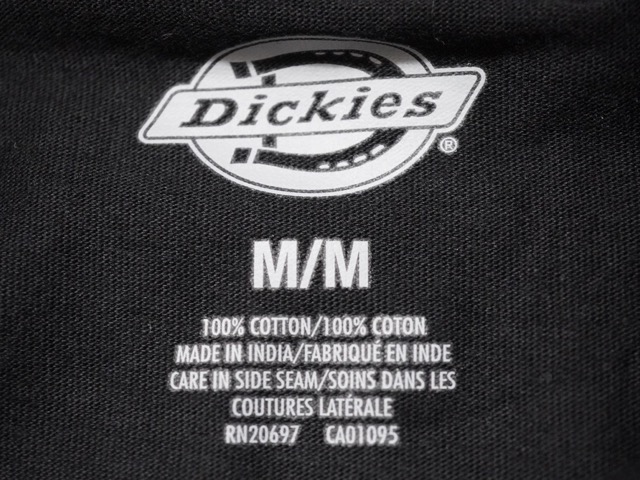 Dickies®
M/M
100% COTTON/100% COTON
MADE IN INDIA/FABRIQUÉ EN INDE
CARE IN SIDE SEAM/SOINS DANS LES
COUTURES LATÉRALE
RN20697 CA01095